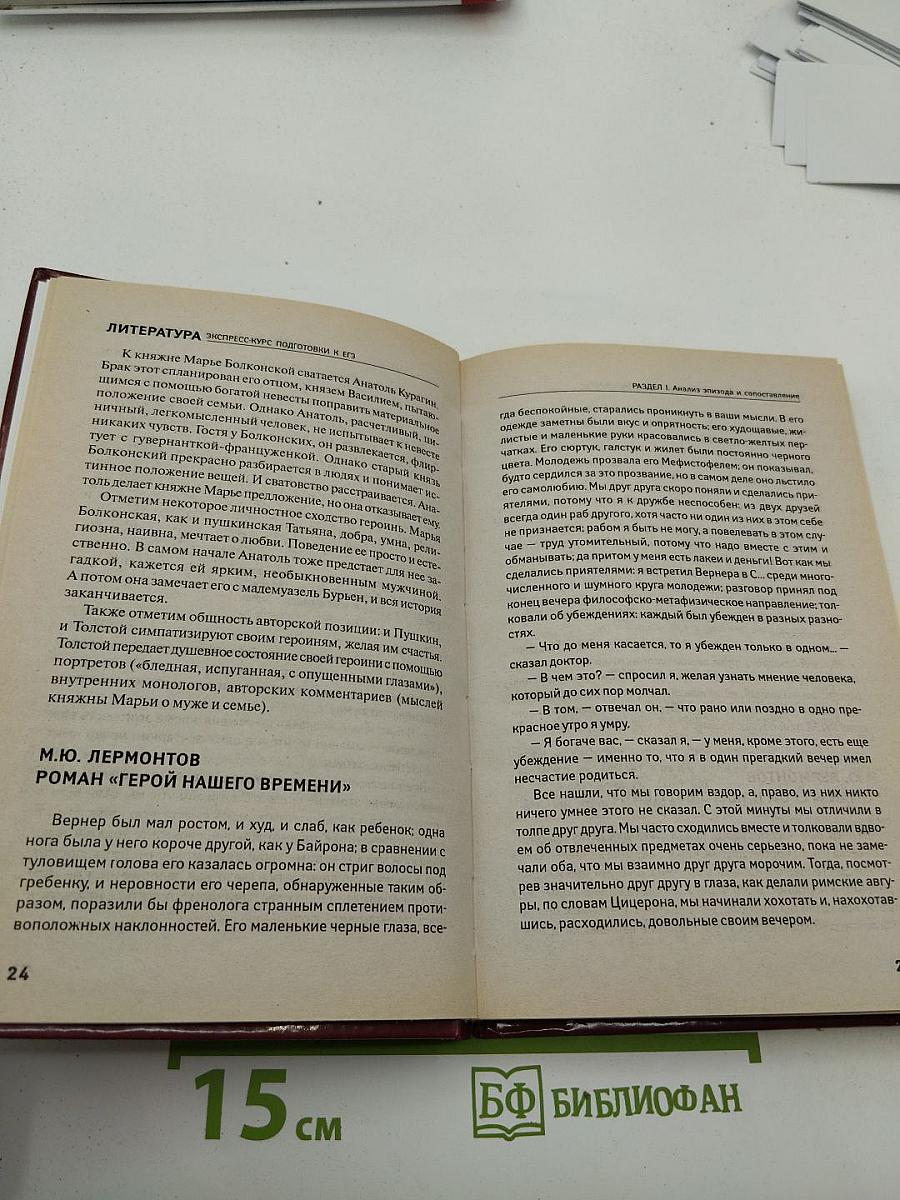 ЛИТЕРАТУРА ЭКСПРЕСС-КУРС ПОДГОТОВКИ К ЕГЭ
К княжне Марье Болконской сватается Анатоль Курагин.
Брак этот спланирован его отцом, князем Василием, пытаю-
щимся с помощью богатой невесты поправить материальное
положение своей семьи. Однако Анатоль, расчетливый, ци-
ничный, легкомысленный человек, не испытывает к невесте
никаких чувств. Гостя у Болконских, он развлекается, флир-
тует с гувернанткой-француженкой. Однако старый князь
Болконский прекрасно разбирается в людях и понимает ис-
тинное положение вещей. И сватовство расстраивается. Ана-
толь делает княжне Марье предложение, но она отказывает ему.
Отметим некоторое личностное сходство героинь. Марья
Болконская, как и пушкинская Татьяна, добра, умна, рели-
гиозна, наивна, мечтает о любви. Поведение ее просто и есте-
ственно. В самом начале Анатоль тоже предстает для нее за-
гадкой, кажется ей ярким, необыкновенным мужчиной.
А потом она замечает его с мадемуазель Бурьен, и вся история
заканчивается.
Также отметим общность авторской позиции: и Пушкин,
и Толстой симпатизируют своим героиням, желая им счастья.
Толстой передает душевное состояние своей героини с помощью
портретов («бледная, испуганная, с опущенными глазами»),
внутренних монологов, авторских комментариев (мыслей
княжны Марьи о муже и семье).
М.Ю. ЛЕРМОНТОВ
РОМАН «ГЕРОЙ НАШЕГО ВРЕМЕНИ»
Вернер был мал ростом, и худ, и слаб, как ребенок; одна
нога была у него короче другой, как у Байрона; в сравнении с
туловищем голова его казалась огромна: он стриг волосы под
гребенку, и неровности его черепа, обнаруженные таким об-
разом, поразили бы френолога странным сплетением проти-
воположных наклонностей. Его маленькие черные глаза, все-
24
РАЗДЕЛ I. Анализ эпизода и сопоставление
гда беспокойные, старались проникнуть в ваши мысли. В его
одежде заметны были вкус и опрятность; его худощавые, жи-
листые и маленькие руки красовались в светло-желтых пер-
чатках. Его сюртук, галстук и жилет были постоянно черного
цвета. Молодежь прозвала его Мефистофелем; он показывал,
будто сердился за это прозвание, но в самом деле оно льстило
его самолюбию. Мы друг друга скоро поняли и сделались при-
ятелями, потому что я к дружбе неспособен: из двух друзей
всегда один раб другого, хотя часто ни один из них в этом себе
не признается; рабом я быть не могу, а повелевать в этом слу-
чае — труд утомительный, потому что надо вместе с этим и
обманывать; да притом у меня есть лакеи и деньги! Вот как мы
сделались приятелями: я встретил Вернера в С... среди мно-
гочисленного и шумного круга молодежи; разговор принял под
конец вечера философско-метафизическое направление; тол-
ковали об убеждениях: каждый был убежден в разных разно-
стях.
— Что до меня касается, то я убежден только в одном... —
сказал доктор.
— В чем это? — спросил я, желая узнать мнение человека,
который до сих пор молчал.
— В том, — отвечал он, — что рано или поздно в одно пре-
красное утро я умру.
— Я богаче вас, — сказал я, — у меня, кроме этого, есть еще
убеждение — именно то, что я в один прегадкий вечер имел
несчастие родиться.
Все нашли, что мы говорим вздор, а, право, из них никто
ничего умнее этого не сказал. С этой минуты мы отличили в
толпе друг друга. Мы часто сходились вместе и толковали вдво-
ем об отвлеченных предметах очень серьезно, пока не заме-
чали оба, что мы взаимно друг друга морочим. Тогда, посмот-
рев значительно друг другу в глаза, как делали римские авгу-
ры, по словам Цицерона, мы начинали хохотать и, нахохотав-
шись, расходились, довольные своим вечером.
15 см
БФ БИБЛИОФАН